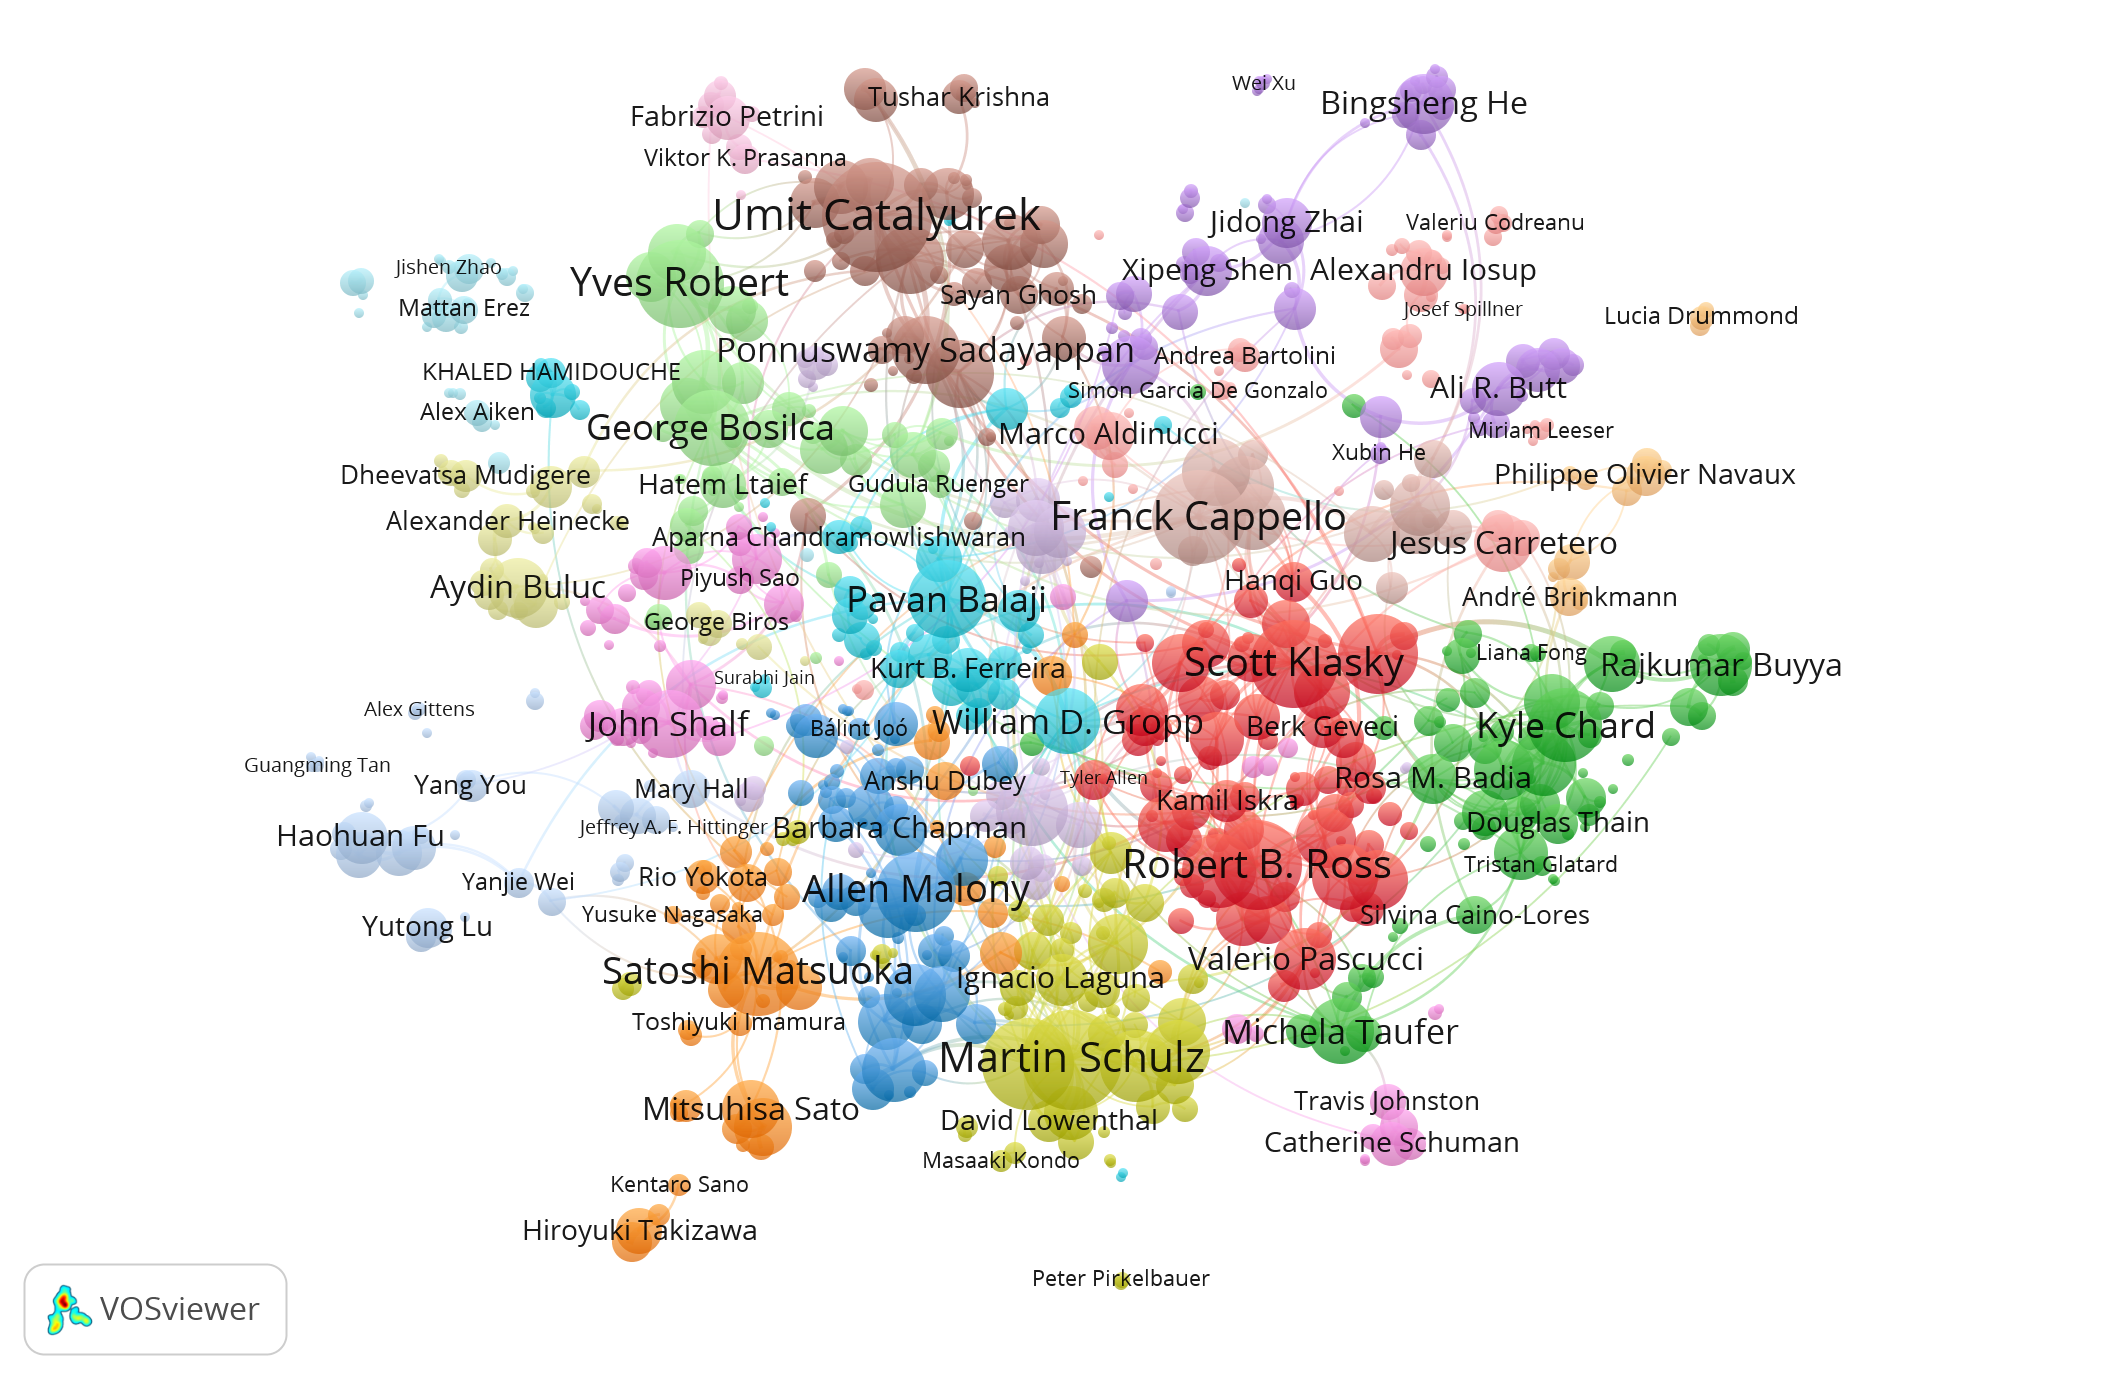 Wei Xu
Tushar Krishna
Bingsheng He
Fabrizio Petrini
Viktor K. Prasanna
Umit Catalyurek
Jidong Zhai
Valeriu Codreanu
Jishen Zhao
Yves Robert
Xipeng Shen
Alexandru Iosup
Sayan Ghosh
Mattan Erez
Josef Spillner
Lucia Drummond
Ponnuswamy Sadayappan
Andrea Bartolini
KHALED HAMIDOUCHE
Simon Garcia De Gonzalo
Ali R. Butt
Alex Aiken
George Bosilca
Marco Aldinucci
Miriam Leeser
Xubin He
Dheevatsa Mudigere
Philippe Olivier Navaux
Hatem Ltaief
Gudula Ruenger
Alexander Heinecke
Franck Cappello
Aparna Chandramowlishwaran
Jesus Carretero
Piyush Sao
Hanqi Guo
Aydin Buluc
Pavan Balaji
André Brinkmann
George Biros
Liana Fong
Kurt B. Ferreira
Scott Klasky
Rajkumar Buyya
Surabhi Jain
Alex Gittens
John Shalf
Bálint Joó
William D. Gropp
Berk Geveci
Kyle Chard
Guangming Tan
Yang You
Mary Hall
Anshu Dubey
Tyler Allen
Rosa M. Badia
Kamil Iskra
Haohuan Fu
Jeffrey A. F. Hittinger
Barbara Chapman
Douglas Thain
Robert B. Ross
Tristan Glatard
Yanjie Wei
Rio Yokota
Allen Malony
Yusuke Nagasaka
Silvina Caino-Lores
Yutong Lu
Satoshi Matsuoka
Ignacio Laguna
Valerio Pascucci
Toshiyuki Imamura
Michela Taufer
Martin Schulz
Mitsuhisa Sato
David Lowenthal
Travis Johnston
Catherine Schuman
Masaaki Kondo
Kentaro Sano
Hiroyuki Takizawa
Peter Pirkelbauer
VOSviewer